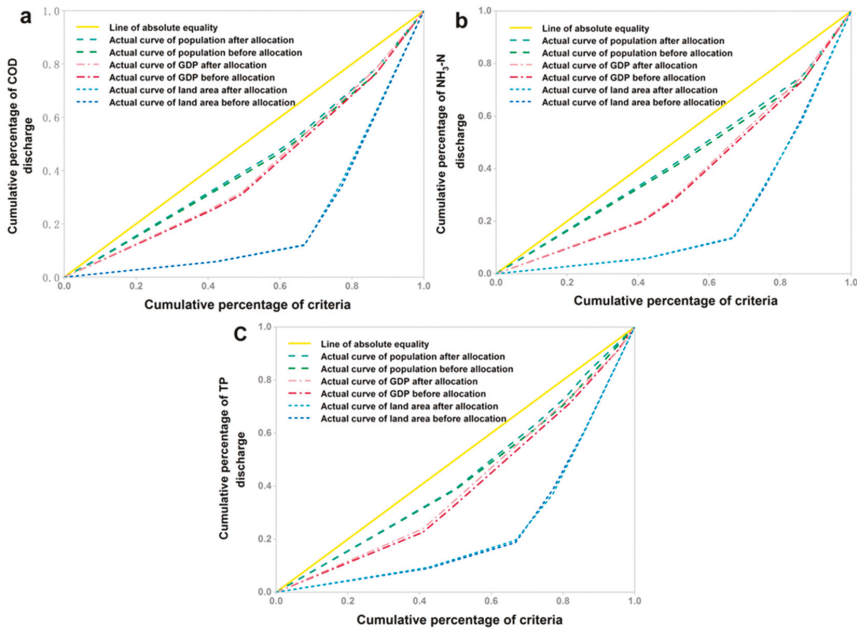 a
1.0
0.8
0.6
0.4
0.2
0.0
Cumulative percentage of COD
discharge
Line of absolute equality
Actual curve of population after allocation
Actual curve of population before allocation
Actual curve of GDP after allocation
Actual curve of GDP before allocation
Actual curve of land area after allocation
Actual curve of land area before allocation
0.0 0.2 0.4 0.6 0.8 1.0
Cumulative percentage of criteria
b
1.0
0.8
0.6
0.4
0.2
0.0
Cumulative percentage of NH3-N
discharge
Line of absolute equality
Actual curve of population after allocation
Actual curve of population before allocation
Actual curve of GDP after allocation
Actual curve of GDP before allocation
Actual curve of land area after allocation
Actual curve of land area before allocation
0.0 0.2 0.4 0.6 0.8 1.0
Cumulative percentage of criteria
C
1.0
0.8
0.6
0.4
0.2
0.0
Cumulative percentage of TP
discharge
Line of absolute equality
Actual curve of population after allocation
Actual curve of population before allocation
Actual curve of GDP after allocation
Actual curve of GDP before allocation
Actual curve of land area after allocation
Actual curve of land area before allocation
0.0 0.2 0.4 0.6 0.8 1.0
Cumulative percentage of criteria